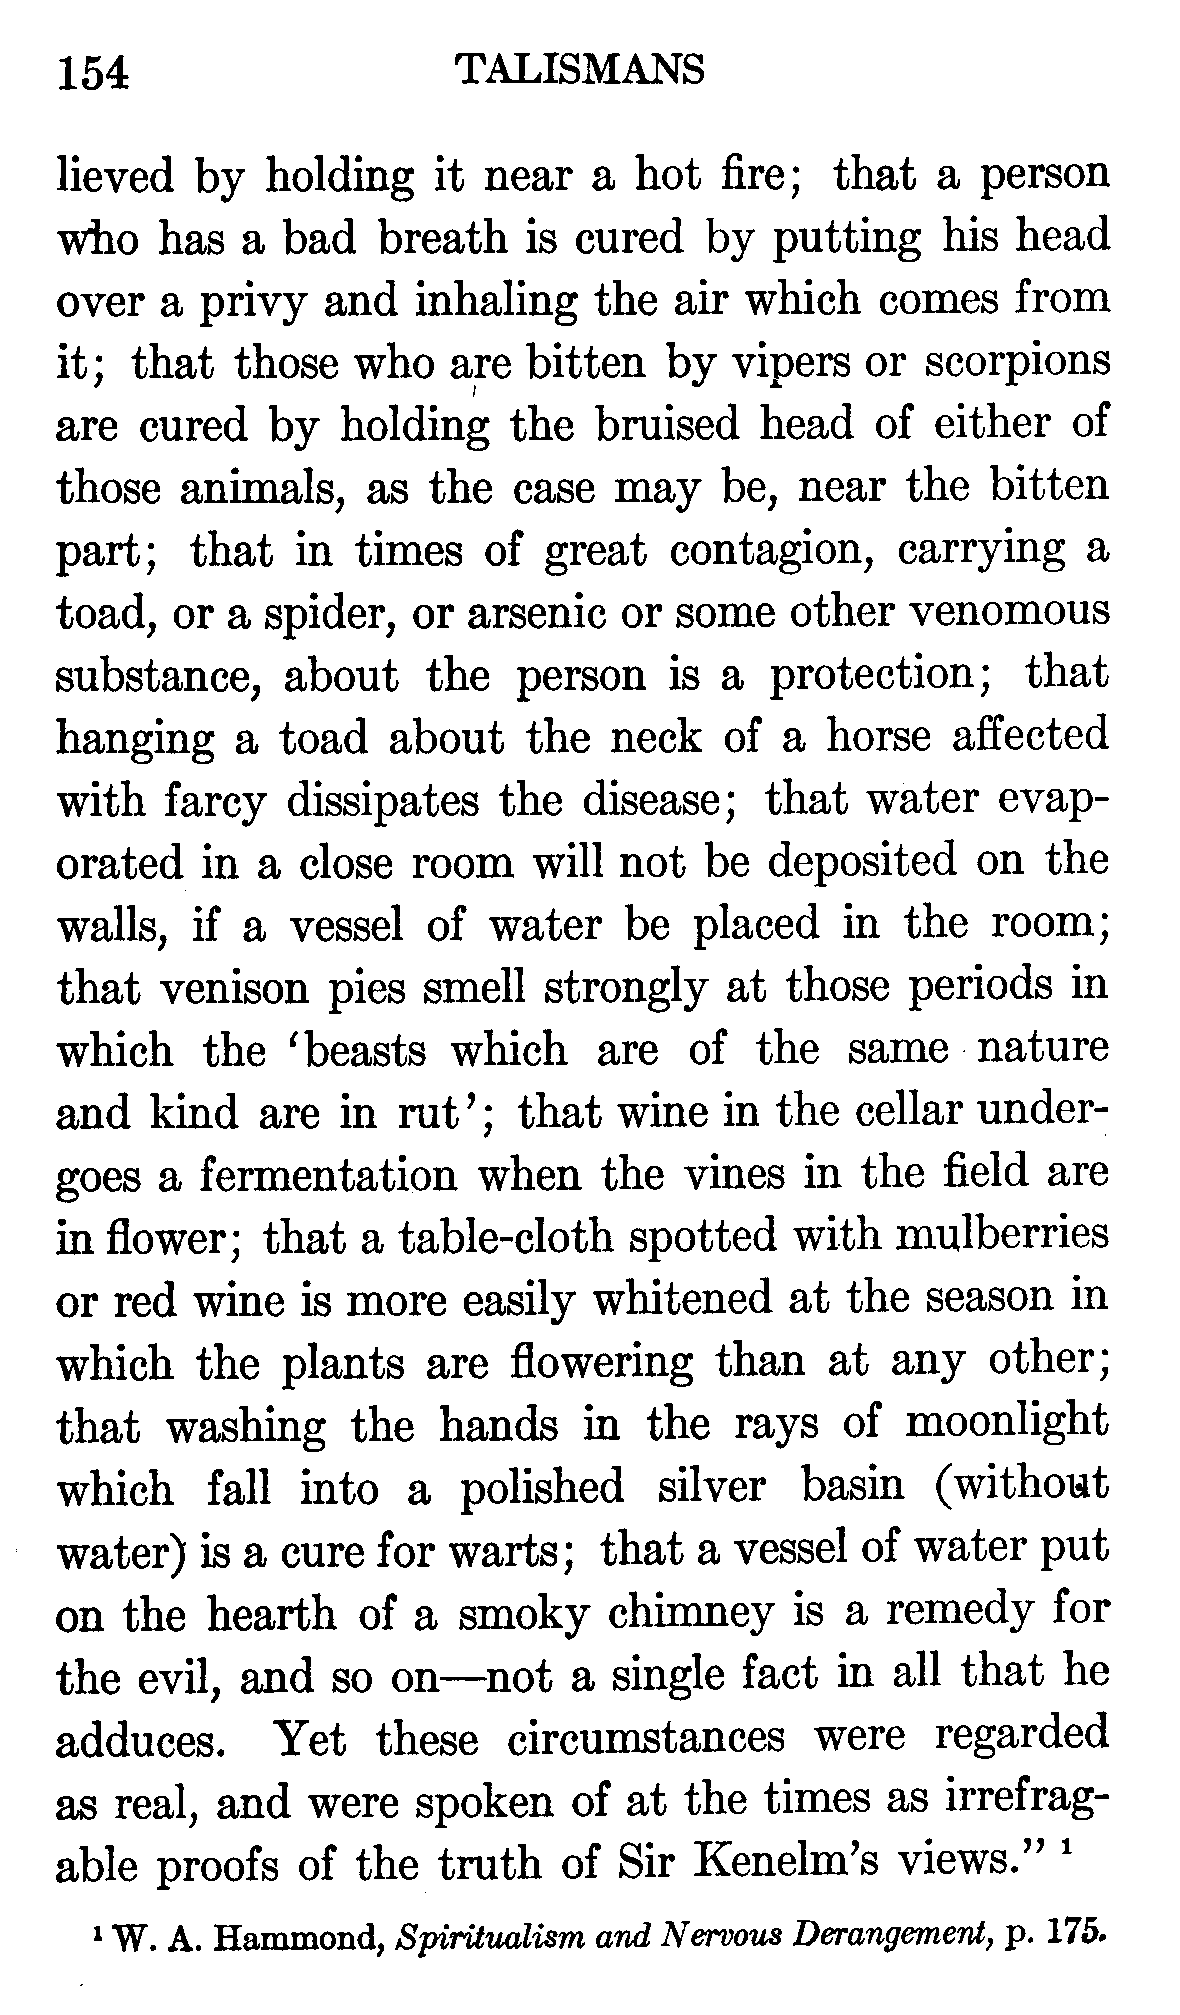 154 TALISMANS
lieved by holding it near a hot fire; that a person
who has a bad breath is cured by putting his head
over a privy and inhaling the air which comes from
it; that those who are bitten by vipers or scorpions
are cured by holding the bruised head of either of
those animals, as the case may be, near the bitten
part; that in times of great contagion, carrying a
toad, or a spider, or arsenic or some other venomous
substance, about the person is a protection; that
hanging a toad about the neck of a horse affected
with farcy dissipates the disease; that water evap-
orated in a close room will not be deposited on the
walls, if a vessel of water be placed in the room;
that venison pies smell strongly at those periods in
which the ‘beasts which are of the same nature
and kind are in rut’; that wine in the cellar under-
goes a fermentation when the vines in the field are
in flower; that a table-cloth spotted with mulberries
or red wine is more easily whitened at the season in
which the plants are flowering than at any other;
that washing the hands in the rays of moonlight
which fall into a polished silver basin (without
water) is a cure for warts; that a vessel of water put
on the hearth of a smoky chimney is a remedy for
the evil, and so on—not a single fact in all that he
adduces. Yet these circumstances were regarded
as real, and were spoken of at the times as irrefrag-
able proofs of the truth of Sir Kenelm’s views.” ¹
¹ W. A. Hammond, Spiritualism and Nervous Derangement, p. 175.